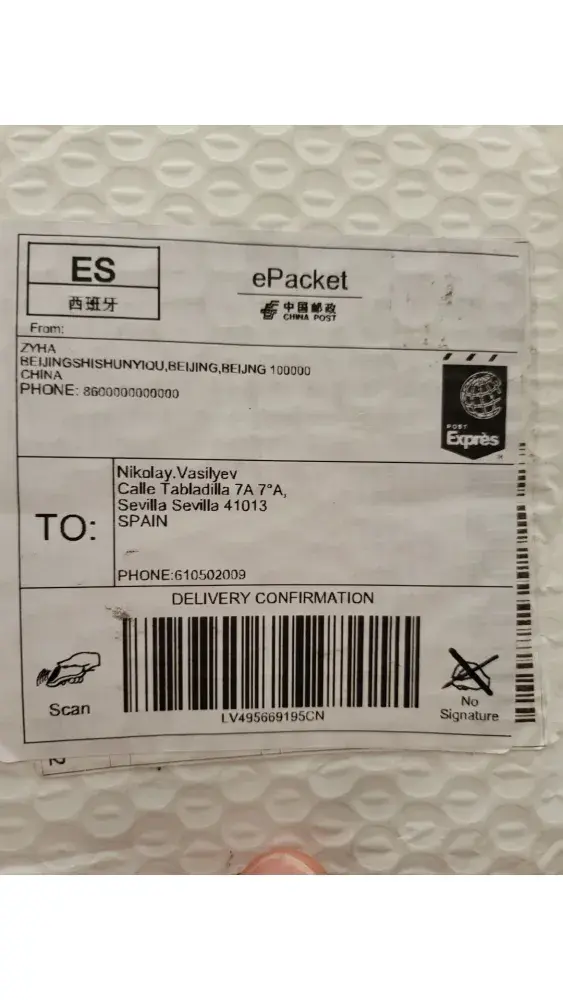 ES
西班牙
ePacket
中国邮政
CHINA POST
From:
ZYHA
BEIJINGSHISHUNYIQU,BEIJING,BEIJNG 100000
CHINA
PHONE: 8600000000000
POST
Exprès
TO:
Nikolay.Vasilyev
Calle Tabladilla 7A 7°A,
Sevilla Sevilla 41013
SPAIN
PHONE:610502009
DELIVERY CONFIRMATION
Scan
LV495669195CN
No
Signature